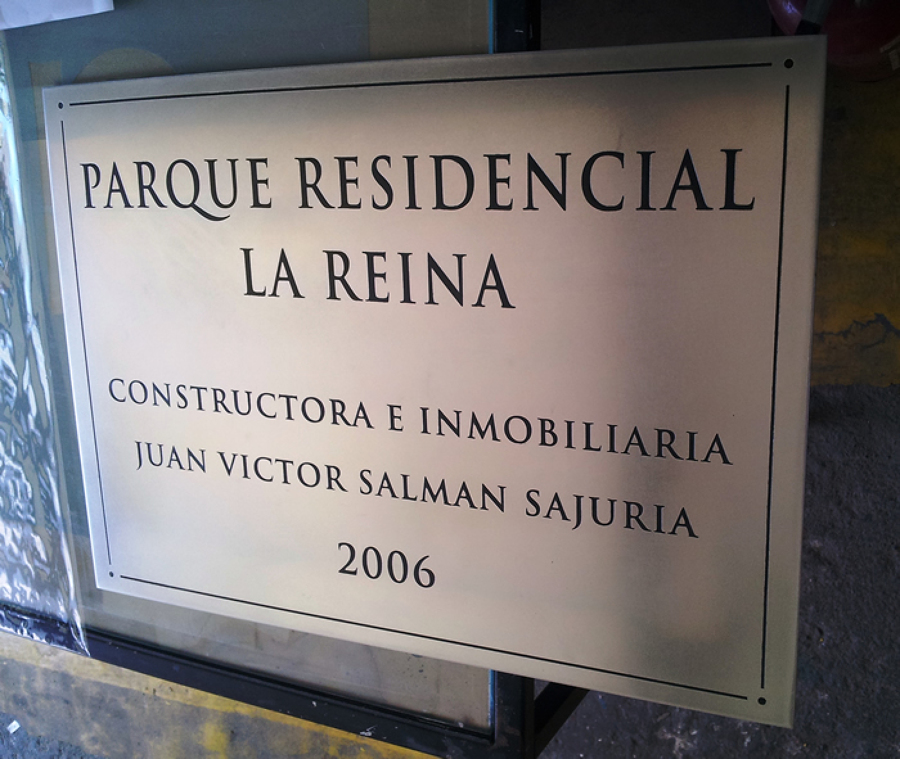 PARQUE RESIDENCIAL
LA REINA
CONSTRUCTORA E INMOBILIARIA
JUAN VICTOR SALMAN SAJURIA
2006